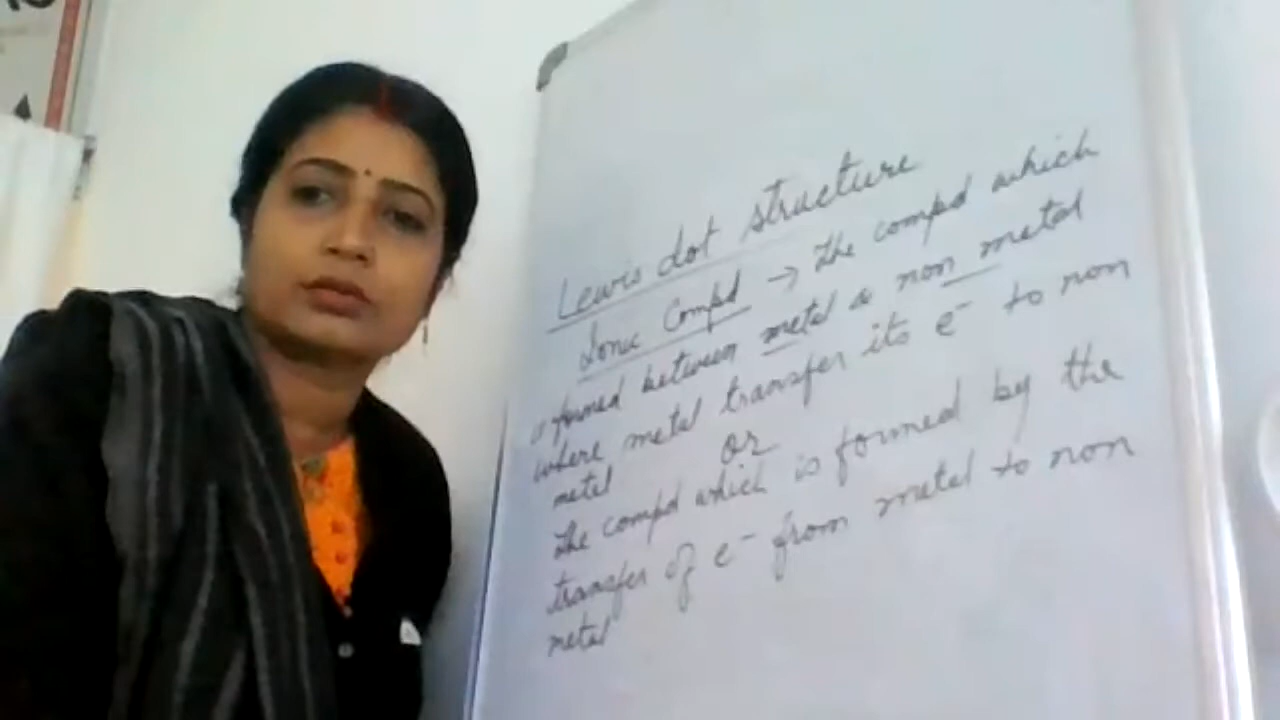 Lewis dot structure
Ionic Compd → The compd which
is formed between metal & non metal
where metal transfer its e⁻ to non
metal
or
The compd which is formed by the
transfer of e⁻ from metal to non
metal